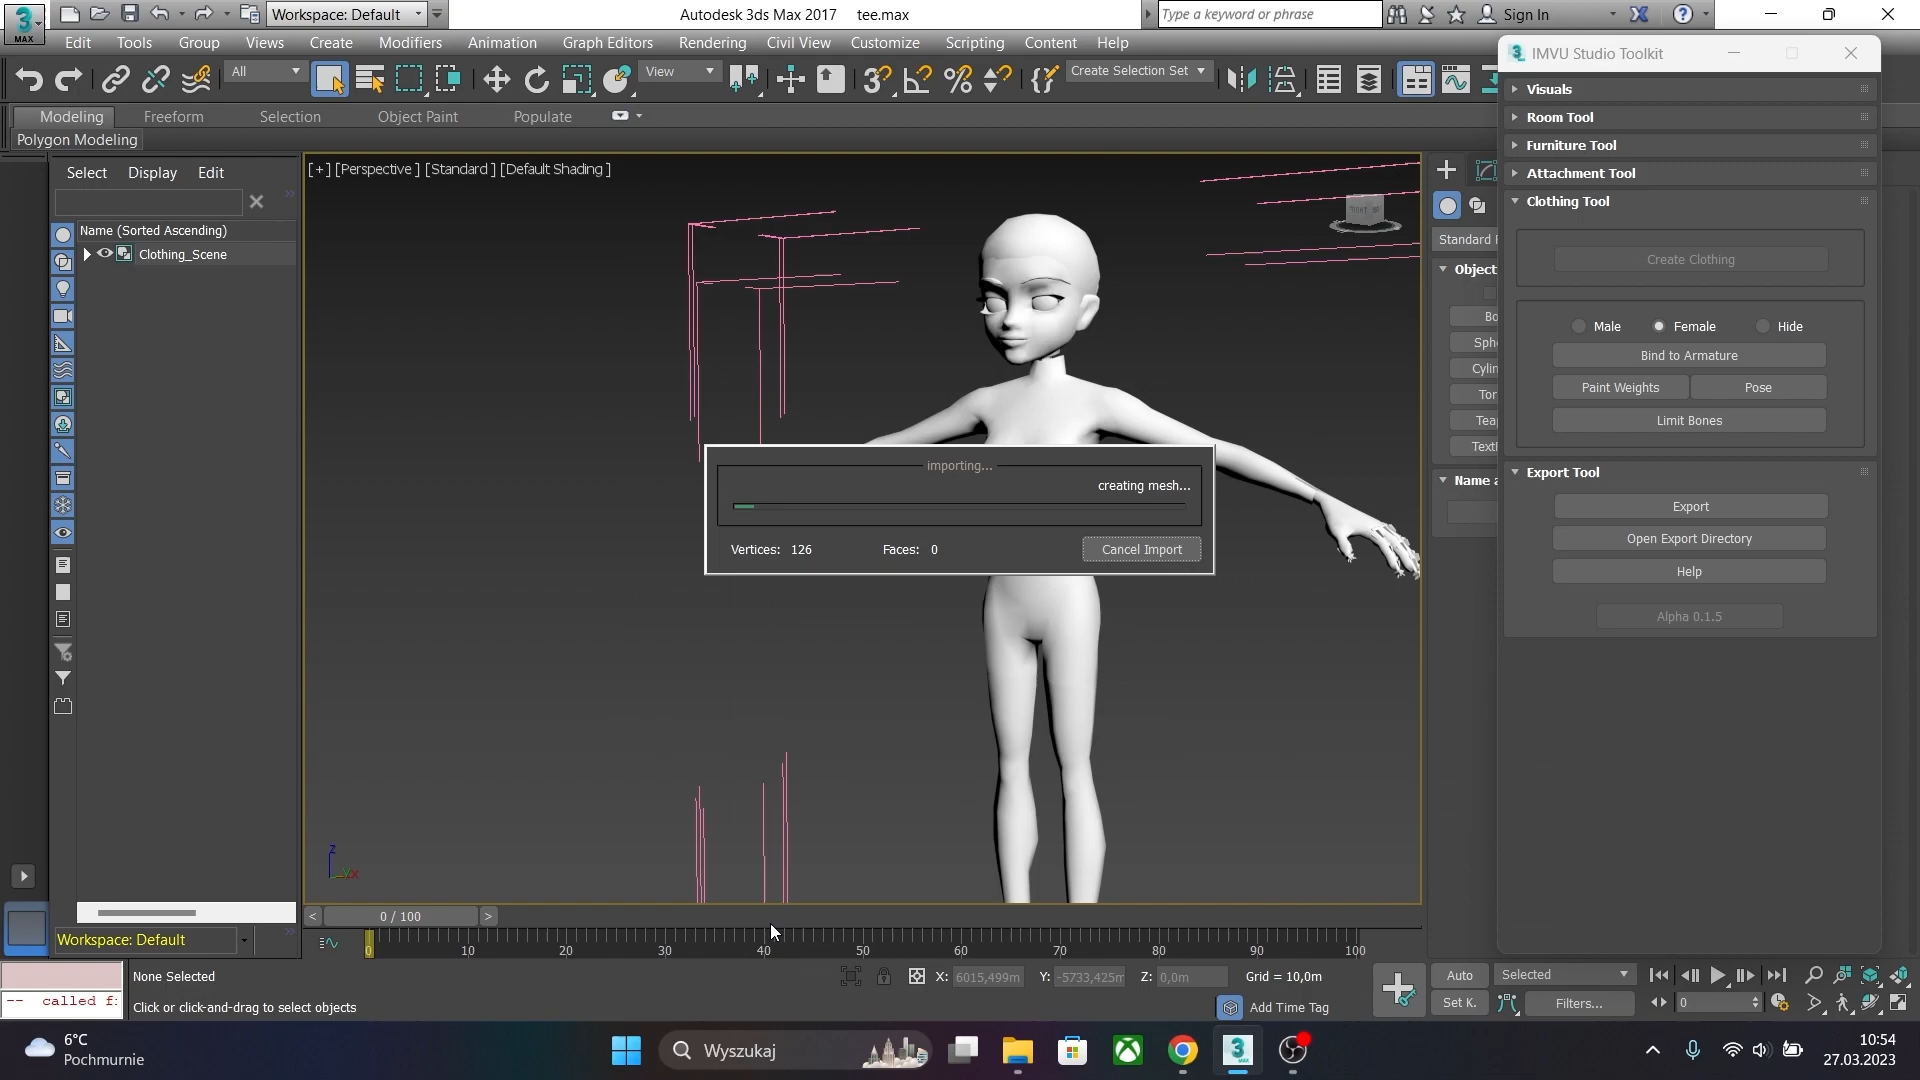 Workspace: Default
Autodesk 3ds Max 2017 tee.max
Type a keyword or phrase
Sign In
MAX
Edit Tools Group Views Create Modifiers Animation Graph Editors Rendering Civil View Customize Scripting Content Help
All
View
Create Selection Set
Modeling Freeform Selection Object Paint Populate
Polygon Modeling
Select Display Edit
Name (Sorted Ascending)
Clothing_Scene
[+] [Perspective ] [Standard ] [Default Shading ]
importing...
creating mesh...
Vertices: 126 Faces: 0 Cancel Import
IMVU Studio Toolkit
Visuals
Room Tool
Furniture Tool
Attachment Tool
Clothing Tool
Create Clothing
Male Female Hide
Bind to Armature
Paint Weights Pose
Limit Bones
Export Tool
Export
Open Export Directory
Help
Alpha 0.1.5
Standard
Object
Bo
Sph
Cylin
Tor
Tea
Text
Name a
0 / 100
Workspace: Default
0 10 20 30 40 50 60 70 80 90 100
None Selected
X: 6015,499m Y: -5733,425m Z: 0,0m Grid = 10,0m
Auto Selected
-- called f:
Click or click-and-drag to select objects
Add Time Tag
Set K. Filters...
0
6°C
Pochmurnie
Wyszukaj
10:54
27.03.2023